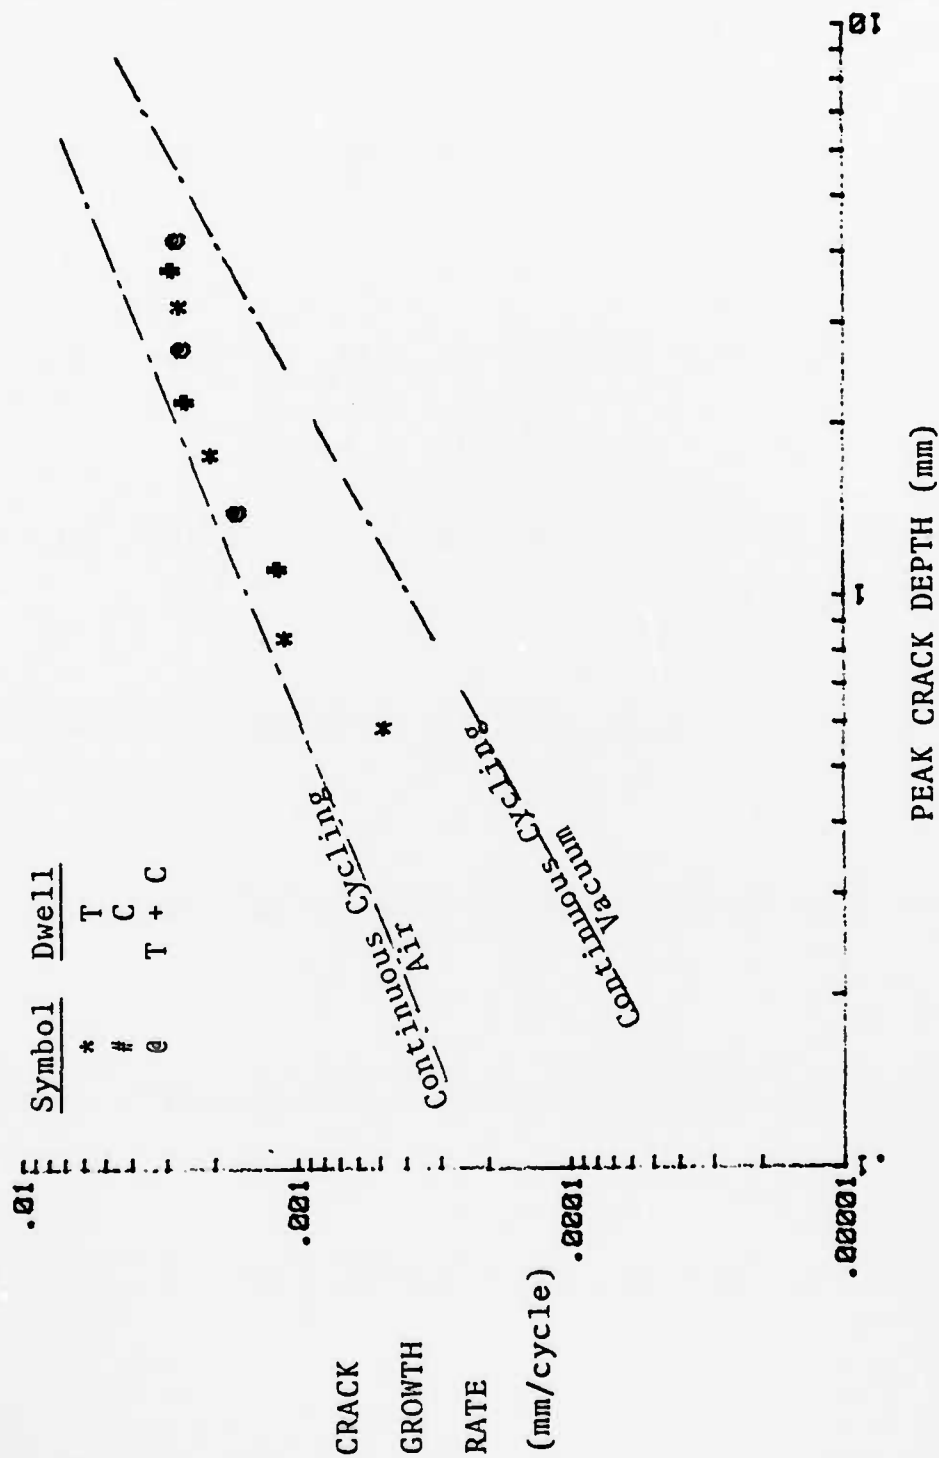 Symbol Dwell
* T
# C
@ T + C
.01
.001
.0001
.00001
CRACK
GROWTH
RATE
(mm/cycle)
Continuous Cycling
Air
Continuous Cycling
Vacuum
.1
1
10
PEAK CRACK DEPTH (mm)